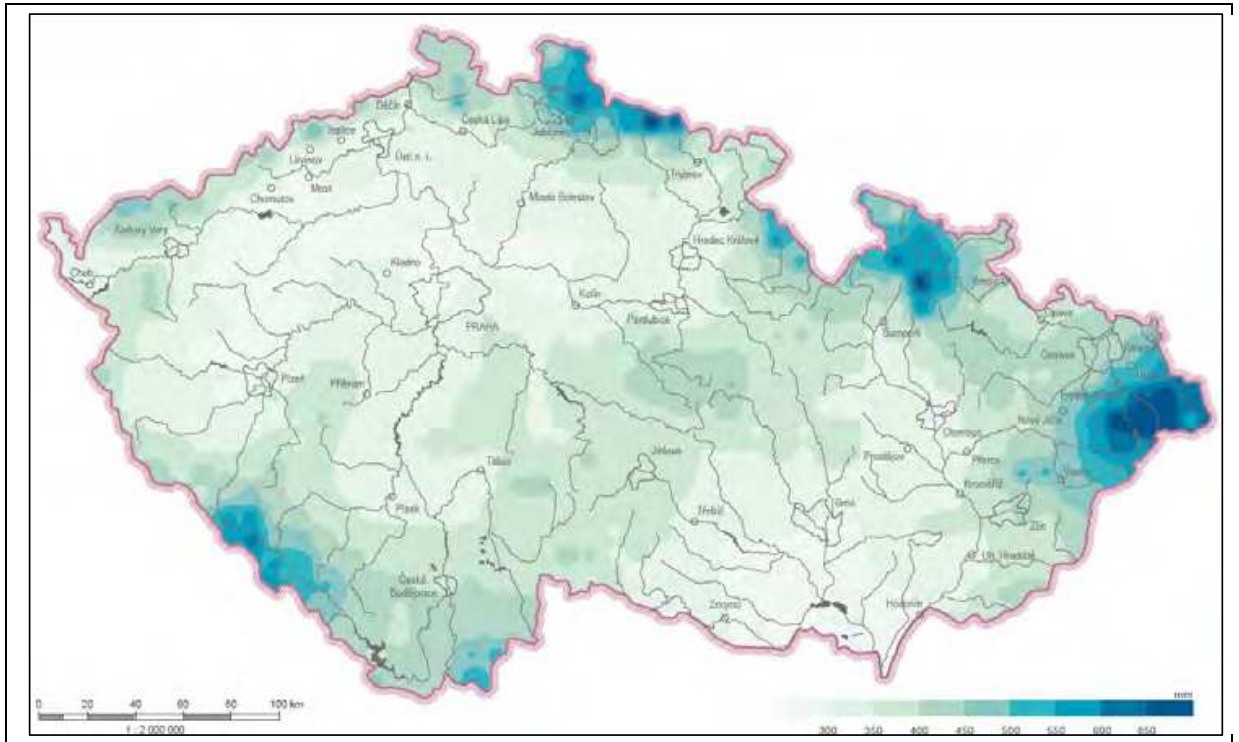 Děčín
Česká Lípa
Teplice
Ústí n. L.
Litvínov
Most
Chomutov
Trutnov
Mladá Boleslav
Karlovy Vary
Hradec Králové
Cheb
Kladno
Kolín
Pardubice
PRAHA
Šumperk
Opava
Ostrava
Plzeň
Příbram
Nový Jičín
Olomouc
Jihlava
Prostějov
Přerov
Tábor
Kroměříž
Písek
Třebíč
Brno
Zlín
Uh. Hradiště
České
Budějovice
Znojmo
Hodonín
mm
0 20 40 60 80 100 km
1 : 2 000 000
300 350 400 450 500 550 600 650